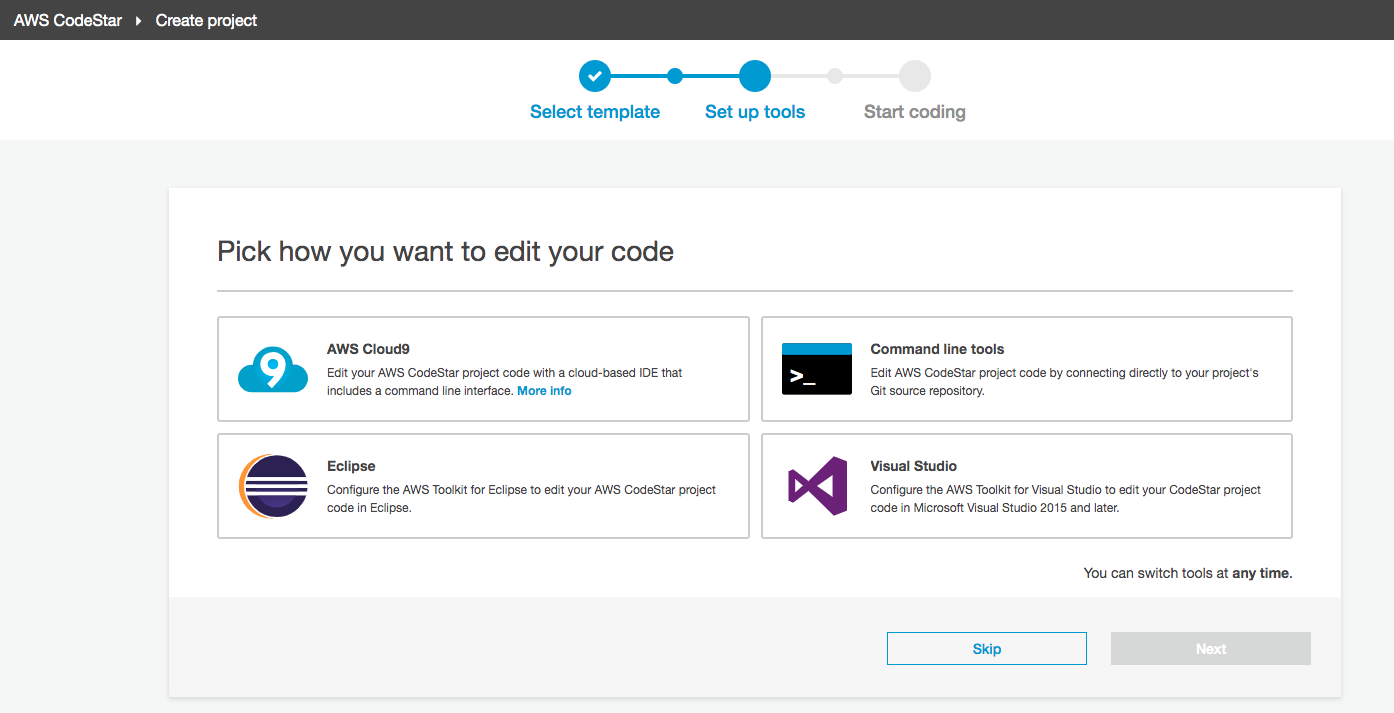 AWS CodeStar Create project
Select template
Set up tools
Start coding
Pick how you want to edit your code
9
AWS Cloud9
Edit your AWS CodeStar project code with a cloud-based IDE that
includes a command line interface. More info
>_
Command line tools
Edit AWS CodeStar project code by connecting directly to your project's
Git source repository.
Eclipse
Configure the AWS Toolkit for Eclipse to edit your AWS CodeStar project
code in Eclipse.
Visual Studio
Configure the AWS Toolkit for Visual Studio to edit your CodeStar project
code in Microsoft Visual Studio 2015 and later.
You can switch tools at any time.
Skip
Next